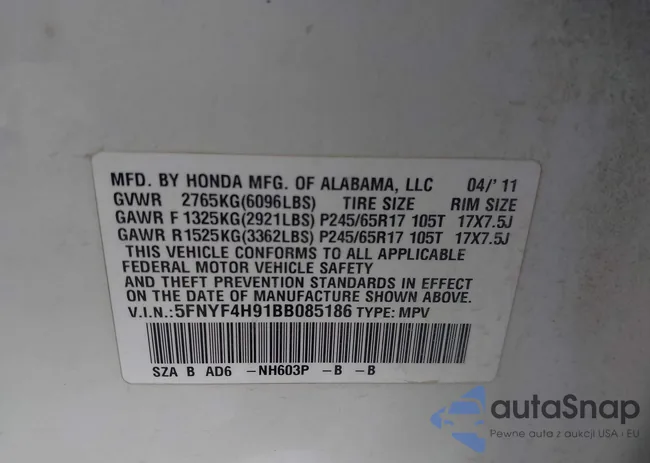 MFD. BY HONDA MFG. OF ALABAMA, LLC 04/' 11
GVWR 2765KG(6096LBS) TIRE SIZE RIM SIZE
GAWR F 1325KG(2921LBS) P245/65R17 105T 17X7.5J
GAWR R1525KG(3362LBS) P245/65R17 105T 17X7.5J
THIS VEHICLE CONFORMS TO ALL APPLICABLE
FEDERAL MOTOR VEHICLE SAFETY
AND THEFT PREVENTION STANDARDS IN EFFECT
ON THE DATE OF MANUFACTURE SHOWN ABOVE.
V.I.N.:5FNYF4H91BB085186 TYPE: MPV
SZA B AD6 -NH603P -B -B
autaSnap
Pewne auta z aukcji USA i EU